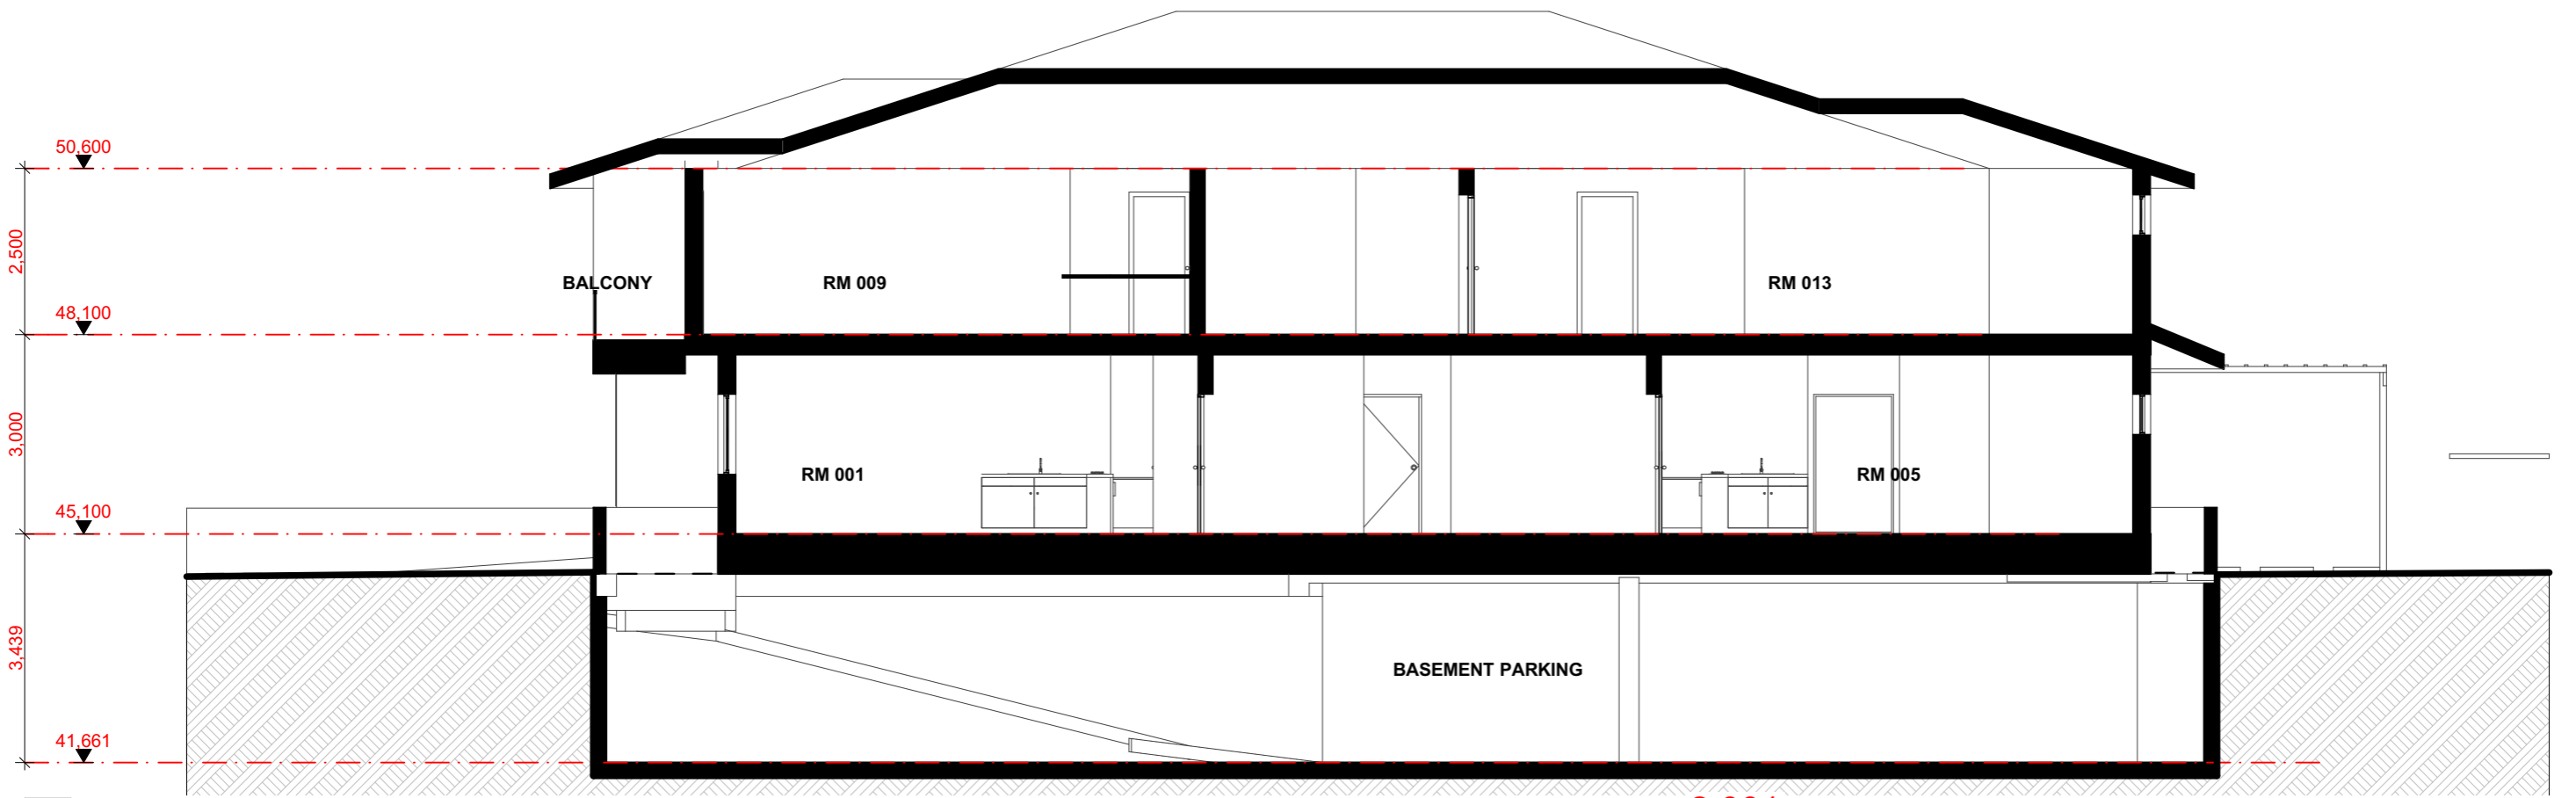 50,600
2,500
BALCONY
RM 009
RM 013
48,100
3,000
RM 001
RM 005
45,100
3,439
BASEMENT PARKING
41,661